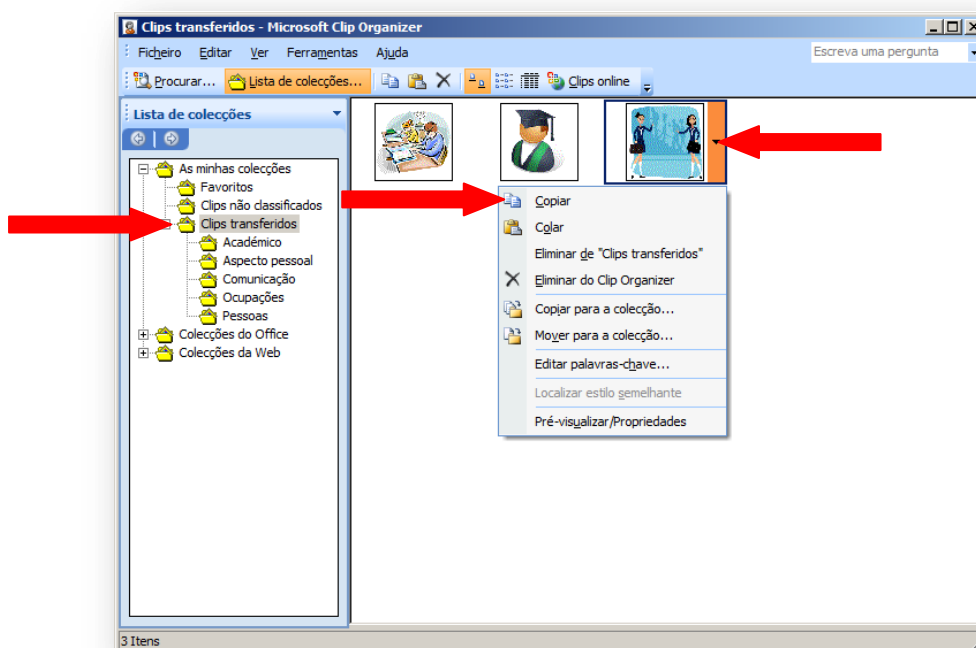 Clips transferidos - Microsoft Clip Organizer
Ficheiro Editar Ver Ferramentas Ajuda Escreva uma pergunta
Procurar... Lista de colecções... Clips online
Lista de colecções
As minhas colecções
Favoritos
Clips não classificados
Clips transferidos
Académico
Aspecto pessoal
Comunicação
Ocupações
Pessoas
Colecções do Office
Colecções da Web
Copiar
Colar
Eliminar de "Clips transferidos"
Eliminar do Clip Organizer
Copiar para a colecção...
Mover para a colecção...
Editar palavras-chave...
Localizar estilo semelhante
Pré-visualizar/Propriedades
3 Itens